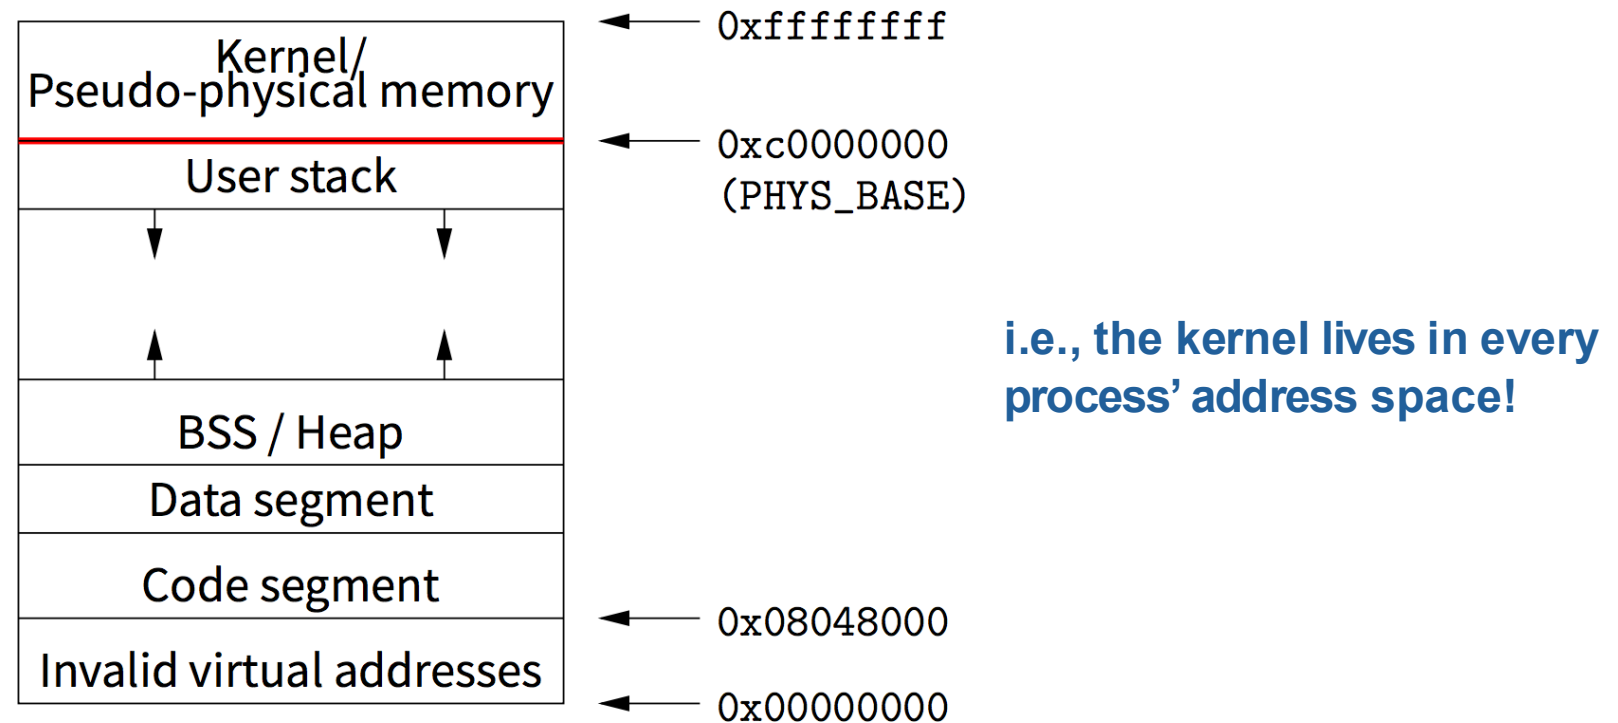 Kernel/
Pseudo-physical memory
User stack
BSS / Heap
Data segment
Code segment
Invalid virtual addresses
0xffffffff
0xc0000000
(PHYS_BASE)
0x08048000
0x00000000
i.e., the kernel lives in every
process’ address space!